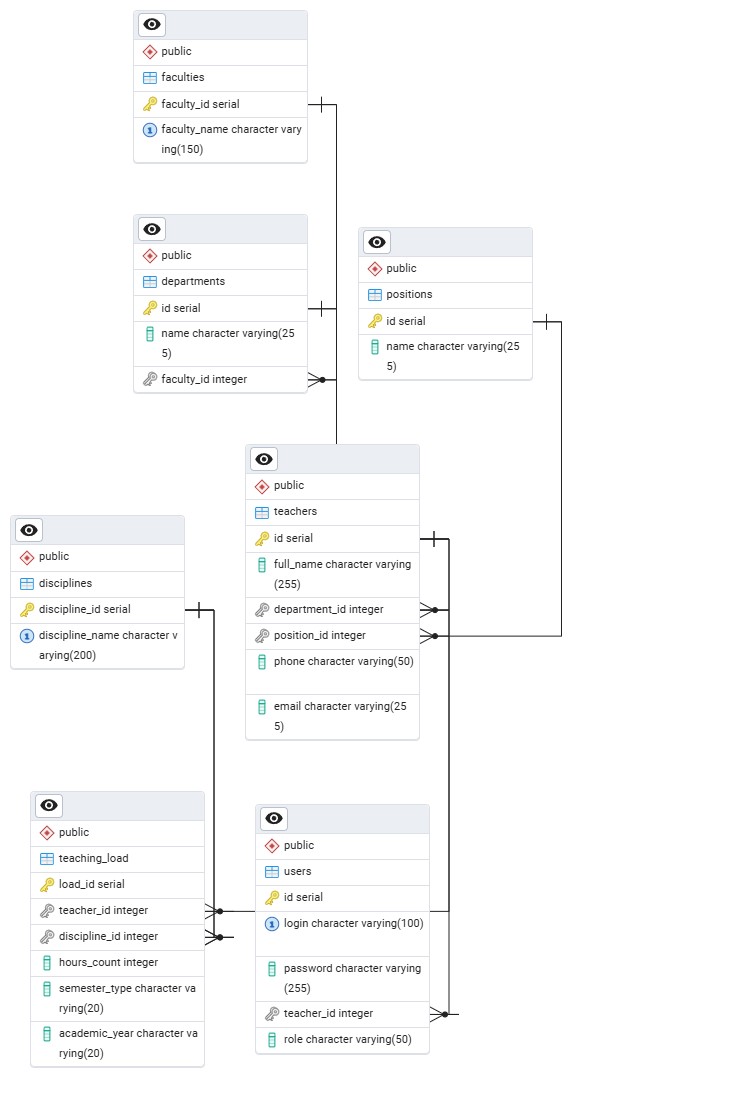 public
faculties
faculty_id serial
faculty_name character vary
ing(150)
public
departments
id serial
name character varying(25
5)
faculty_id integer
public
positions
id serial
name character varying(25
5)
public
teachers
id serial
full_name character varying
(255)
department_id integer
position_id integer
phone character varying(50)
email character varying(25
5)
public
disciplines
discipline_id serial
1
discipline_name character v
arying(200)
public
teaching_load
load_id serial
teacher_id integer
discipline_id integer
hours_count integer
semester_type character va
rying(20)
academic_year character va
rying(20)
public
users
id serial
1
login character varying(100)
password character varying
(255)
teacher_id integer
role character varying(50)